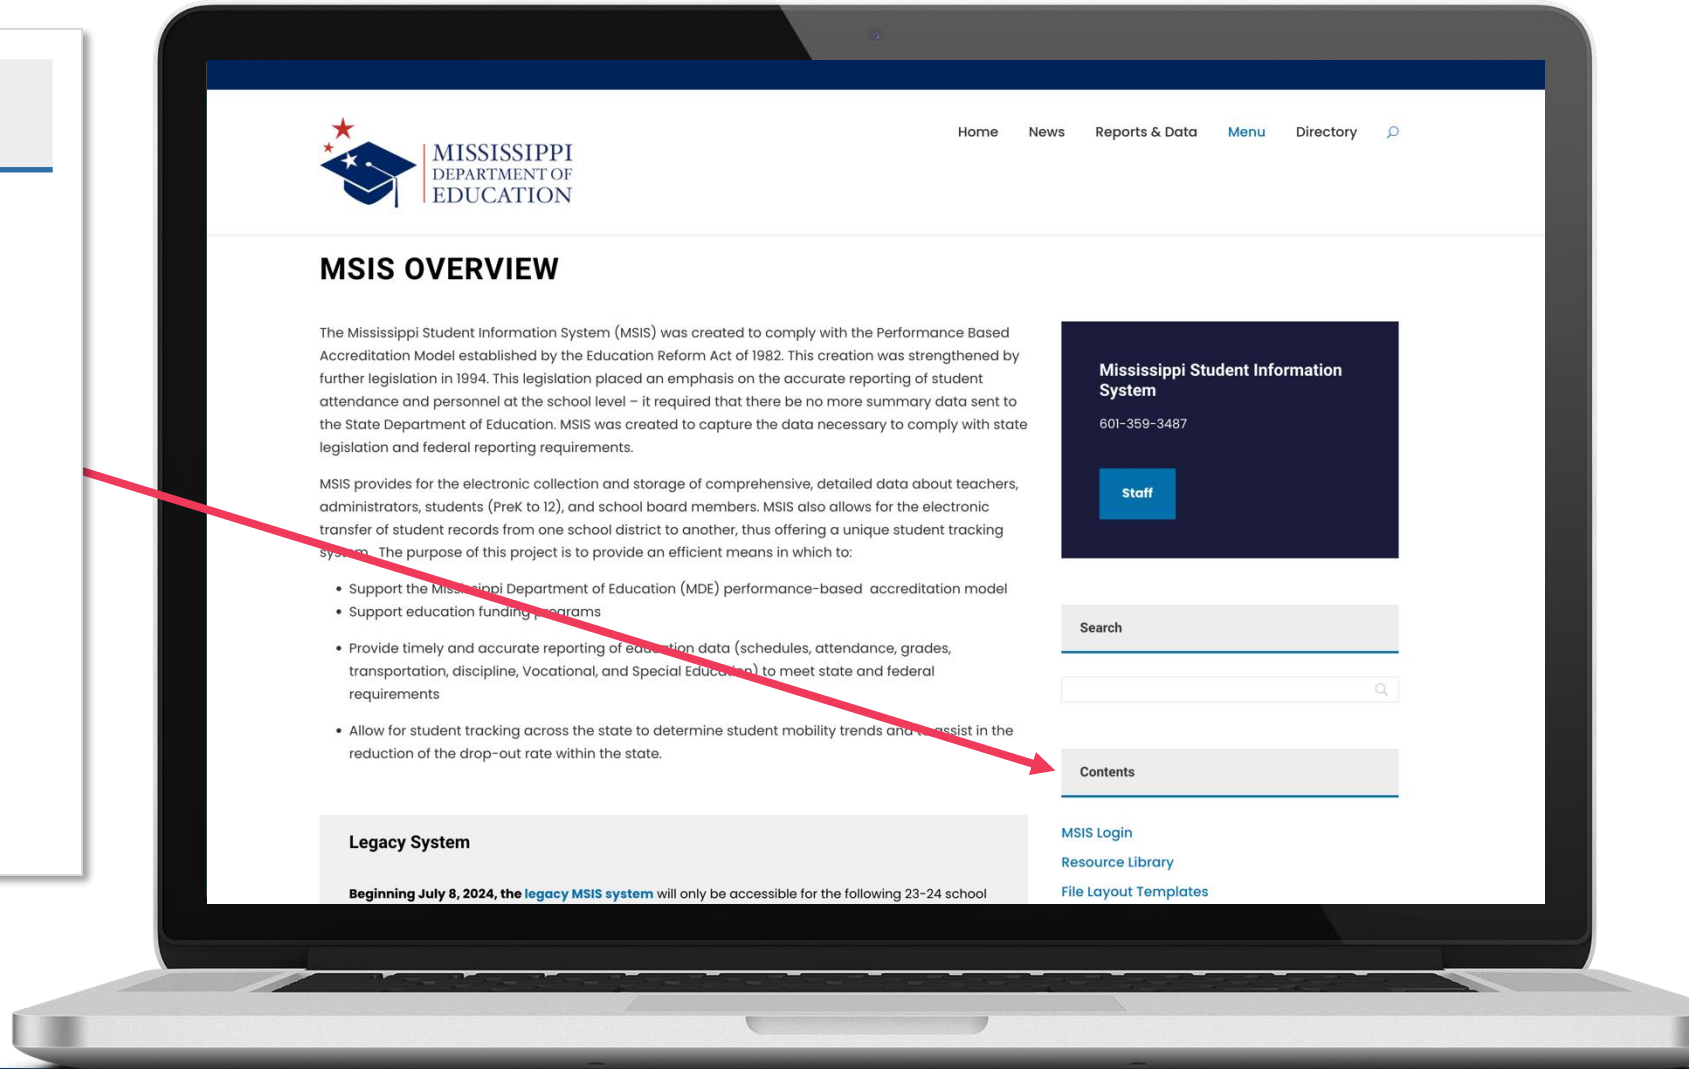 MISSISSIPPI
DEPARTMENT OF
EDUCATION
Home News Reports & Data Menu Directory
MSIS OVERVIEW
The Mississippi Student Information System (MSIS) was created to comply with the Performance Based
Accreditation Model established by the Education Reform Act of 1982. This creation was strengthened by
further legislation in 1994. This legislation placed an emphasis on the accurate reporting of student
attendance and personnel at the school level – it required that there be no more summary data sent to
the State Department of Education. MSIS was created to capture the data necessary to comply with state
legislation and federal reporting requirements.
MSIS provides for the electronic collection and storage of comprehensive, detailed data about teachers,
administrators, students (PreK to 12), and school board members. MSIS also allows for the electronic
transfer of student records from one school district to another, thus offering a unique student tracking
system. The purpose of this project is to provide an efficient means in which to:
• Support the Mississippi Department of Education (MDE) performance-based accreditation model
• Support education funding programs
• Provide timely and accurate reporting of education data (schedules, attendance, grades,
transportation, discipline, Vocational, and Special Education) to meet state and federal
requirements
• Allow for student tracking across the state to determine student mobility trends and to assist in the
reduction of the drop-out rate within the state.
Legacy System
Beginning July 8, 2024, the legacy MSIS system will only be accessible for the following 23-24 school
Mississippi Student Information
System
601-359-3487
Staff
Search
Contents
MSIS Login
Resource Library
File Layout Templates